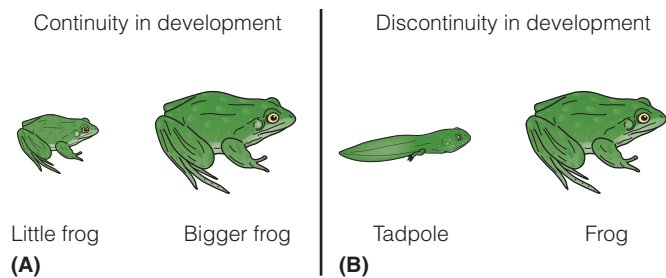 Continuity in development
Little frog
Bigger frog
(A)
Discontinuity in development
Tadpole
Frog
(B)